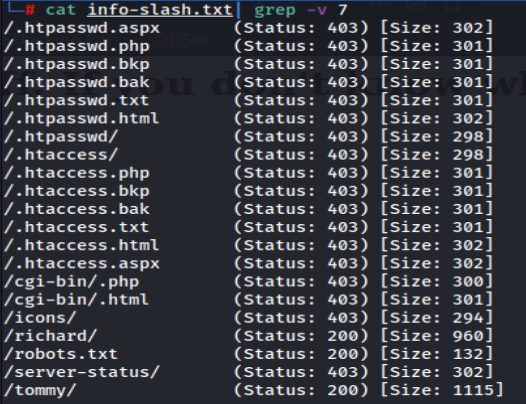 # cat info-slash.txt| grep -v 7
/.htpasswd.aspx (Status: 403) [Size: 302]
/.htpasswd.php (Status: 403) [Size: 301]
/.htpasswd.bkp (Status: 403) [Size: 301]
/.htpasswd.bak (Status: 403) [Size: 301]
/.htpasswd.txt (Status: 403) [Size: 301]
/.htpasswd.html (Status: 403) [Size: 302]
/.htpasswd/ (Status: 403) [Size: 298]
/.htaccess/ (Status: 403) [Size: 298]
/.htaccess.php (Status: 403) [Size: 301]
/.htaccess.bkp (Status: 403) [Size: 301]
/.htaccess.bak (Status: 403) [Size: 301]
/.htaccess.txt (Status: 403) [Size: 301]
/.htaccess.html (Status: 403) [Size: 302]
/.htaccess.aspx (Status: 403) [Size: 302]
/cgi-bin/.php (Status: 403) [Size: 300]
/cgi-bin/.html (Status: 403) [Size: 301]
/icons/ (Status: 403) [Size: 294]
/richard/ (Status: 200) [Size: 960]
/robots.txt (Status: 200) [Size: 132]
/server-status/ (Status: 403) [Size: 302]
/tommy/ (Status: 200) [Size: 1115]